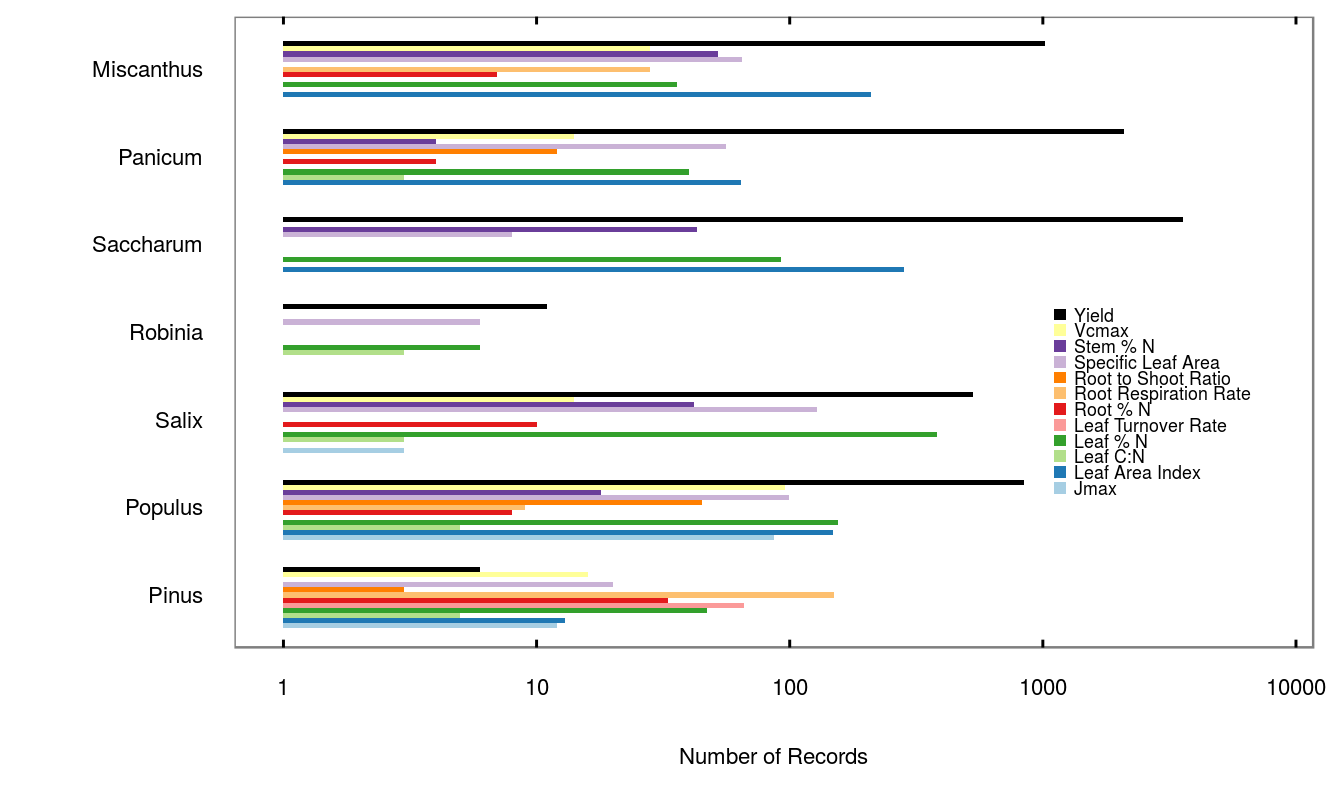 Miscanthus
Panicum
Saccharum
Robinia
Salix
Populus
Pinus
Yield
Vcmax
Stem % N
Specific Leaf Area
Root to Shoot Ratio
Root Respiration Rate
Root % N
Leaf Turnover Rate
Leaf % N
Leaf C:N
Leaf Area Index
Jmax
1 10 100 1000 10000
Number of Records